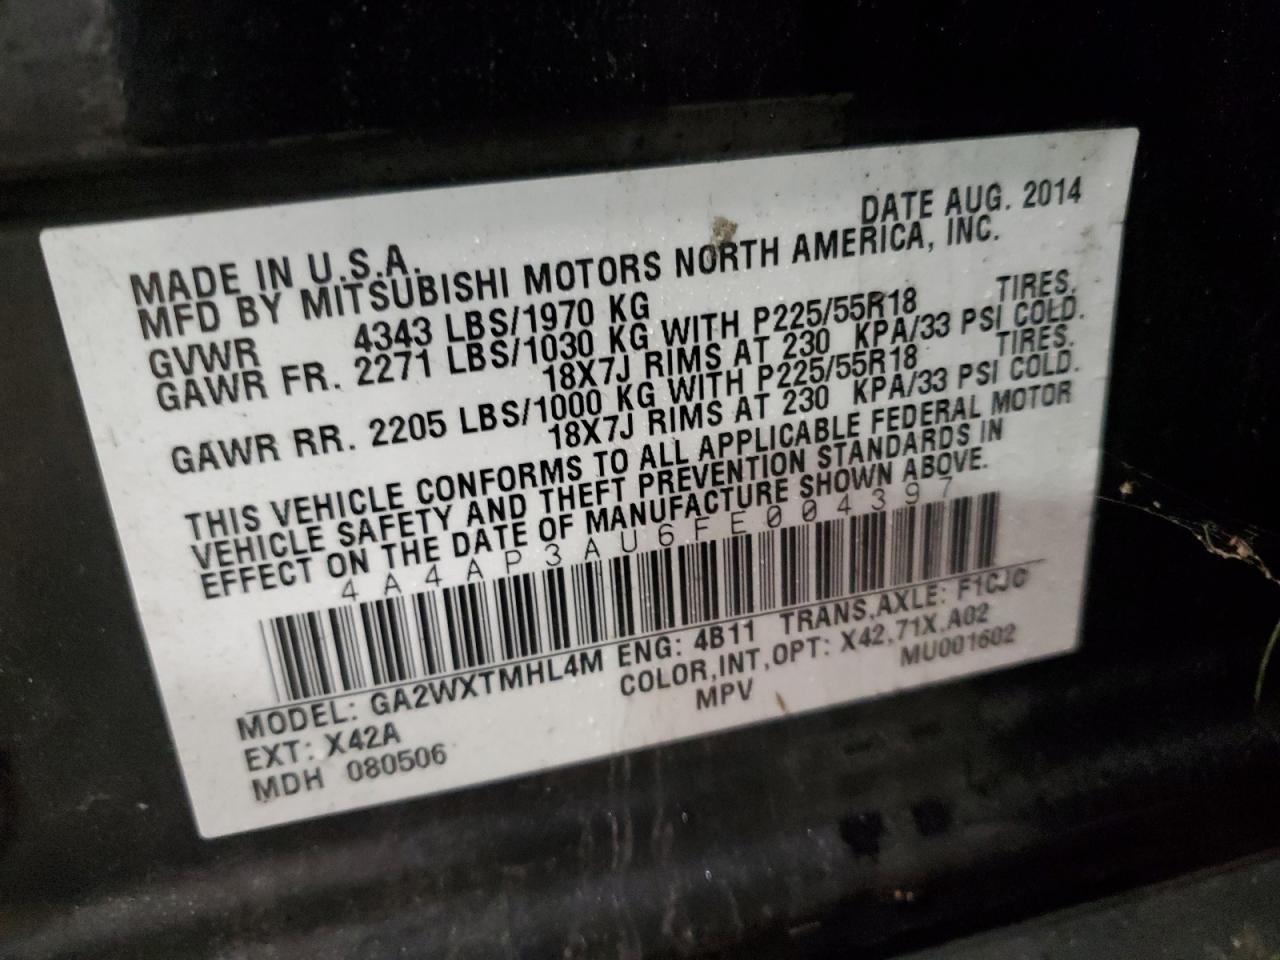 DATE AUG. 2014
MADE IN U.S.A.
MFD BY MITSUBISHI MOTORS NORTH AMERICA, INC.
GVWR 4343 LBS/1970 KG
GAWR FR. 2271 LBS/1030 KG WITH P225/55R18 TIRES,
18X7J RIMS AT 230 KPA/33 PSI COLD.
GAWR RR. 2205 LBS/1000 KG WITH P225/55R18 TIRES.
18X7J RIMS AT 230 KPA/33 PSI COLD.
THIS VEHICLE CONFORMS TO ALL APPLICABLE FEDERAL MOTOR
VEHICLE SAFETY AND THEFT PREVENTION STANDARDS IN
EFFECT ON THE DATE OF MANUFACTURE SHOWN ABOVE.
4A4AP3AU6FE004397
MODEL: GA2WXTMHL4M ENG: 4B11 TRANS,AXLE: F1CJC
EXT: X42A COLOR,INT,OPT: X42,71X,A02
MDH 080506 MPV MU001602